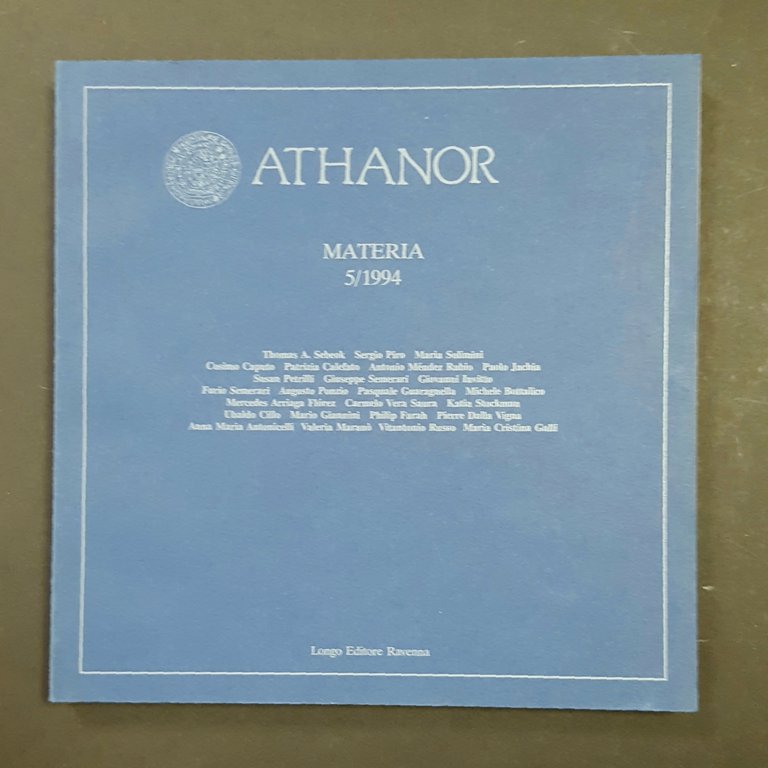 ATHANOR
MATERIA
5/1994
Thomas A. Sebeok Sergio Piro Maria Solimini
Cosimo Caputo Patrizia Calefato Antonio Méndez Rubio Paolo Jachia
Susan Petrilli Giuseppe Semerari Giovanni Invitto
Furio Semerari Augusto Ponzio Pasquale Guaragnella Michele Buttalico
Mercedes Arriaga Flórez Carmelo Vera Saura Katia Stockman
Ubaldo Cillo Mario Giannini Philip Farah Pierre Dalla Vigna
Anna Maria Antonicelli Valeria Maranò Vitantonio Russo Maria Cristina Galli
Longo Editore Ravenna